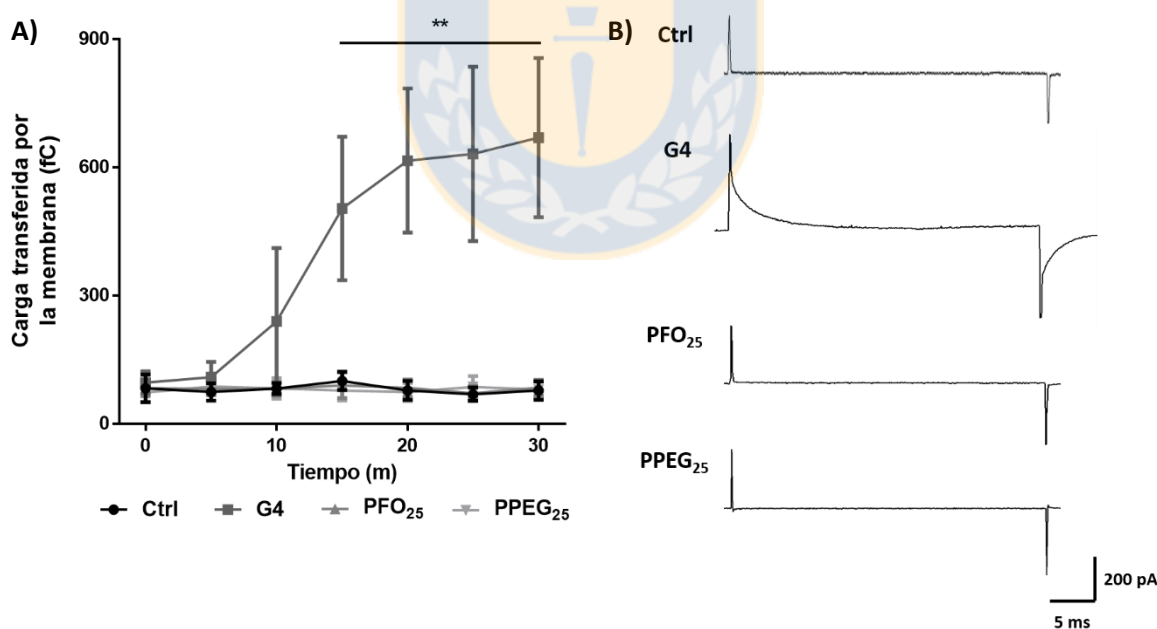 A)
Carga transferida por
la membrana (fC)
900
600
300
0
**
0
10
20
30
Tiempo (m)
Ctrl
G4
PFO25
PPEG25
B)
Ctrl
G4
PFO25
PPEG25
200 pA
5 ms